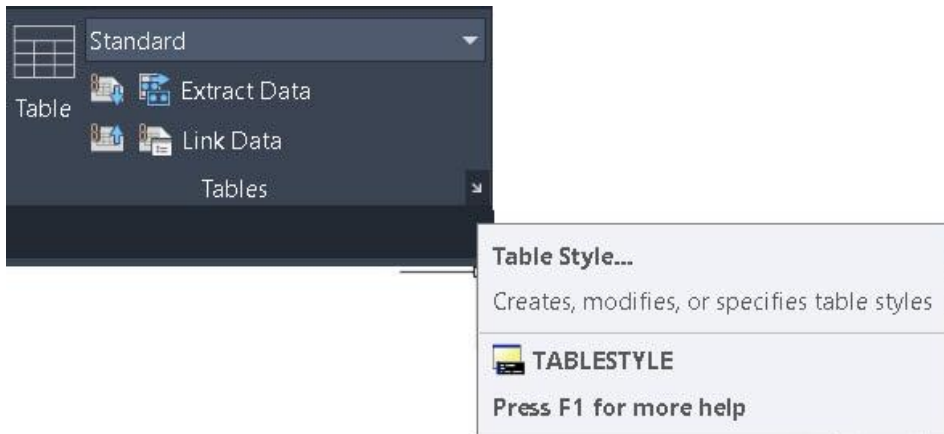 Standard
Table
Extract Data
Link Data
Tables
Table Style...
Creates, modifies, or specifies table styles
TABLESTYLE
Press F1 for more help